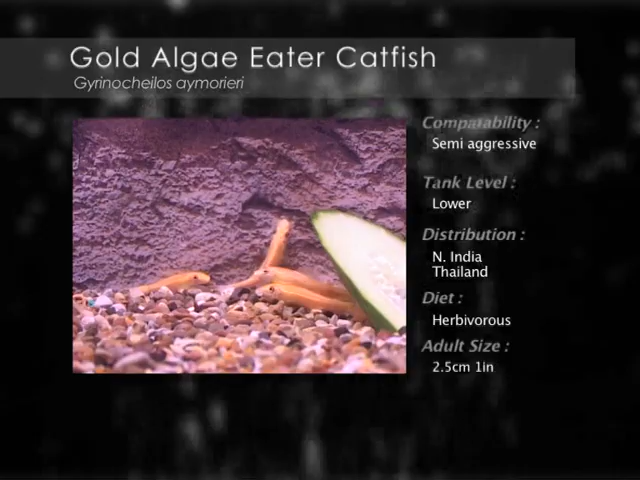 Gold Algae Eater Catfish
Gyrinocheilos aymorieri
Comparability :
Semi aggressive
Tank Level :
Lower
Distribution :
N. India
Thailand
Diet :
Herbivorous
Adult Size :
2.5cm 1in